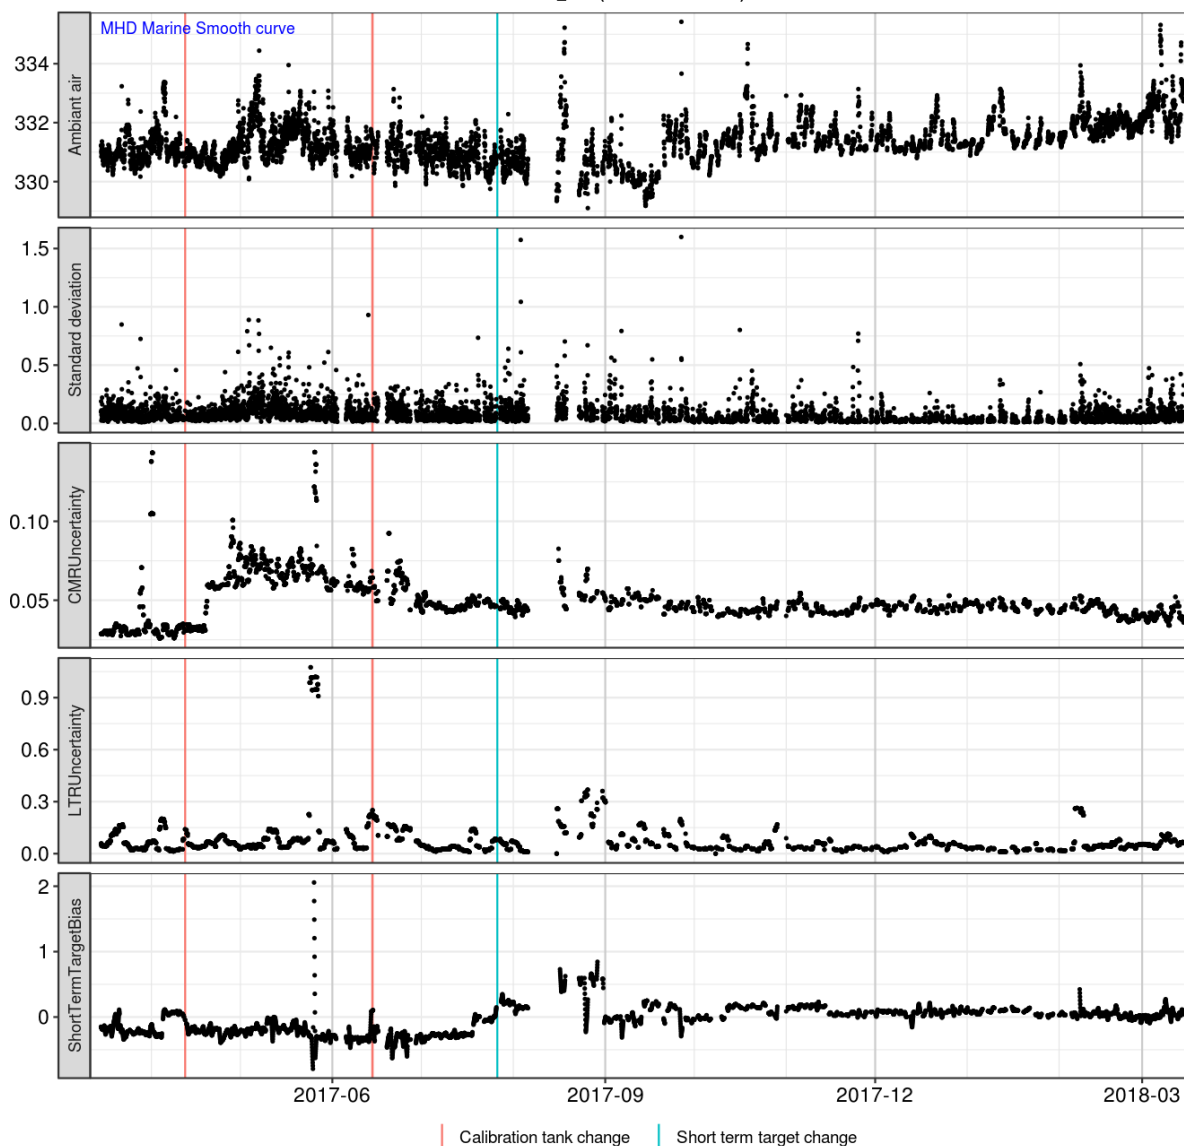 MHD Marine Smooth curve
Ambiant air
334
332
330
Standard deviation
1.5
1.0
0.5
0.0
CMRUncertainty
0.10
0.05
LTRUncertainty
0.9
0.6
0.3
0.0
ShortTermTargetBias
2
1
0
2017-06 2017-09 2017-12 2018-03
Calibration tank change Short term target change